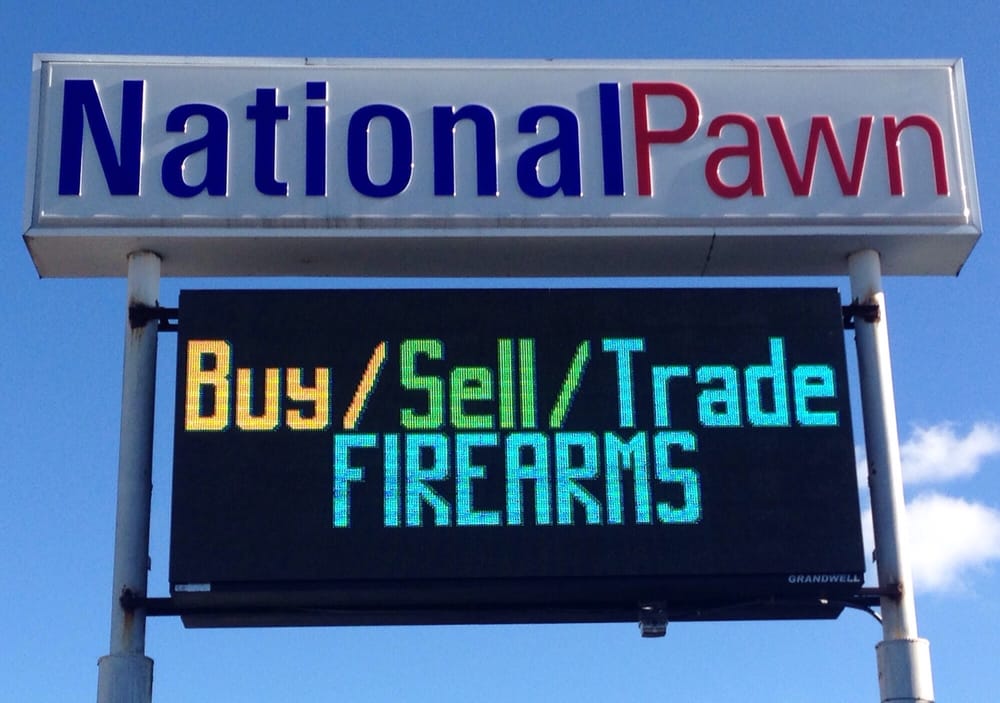 NationalPawn
Buy/Sell/Trade
FIREARMS
GRANDWELL